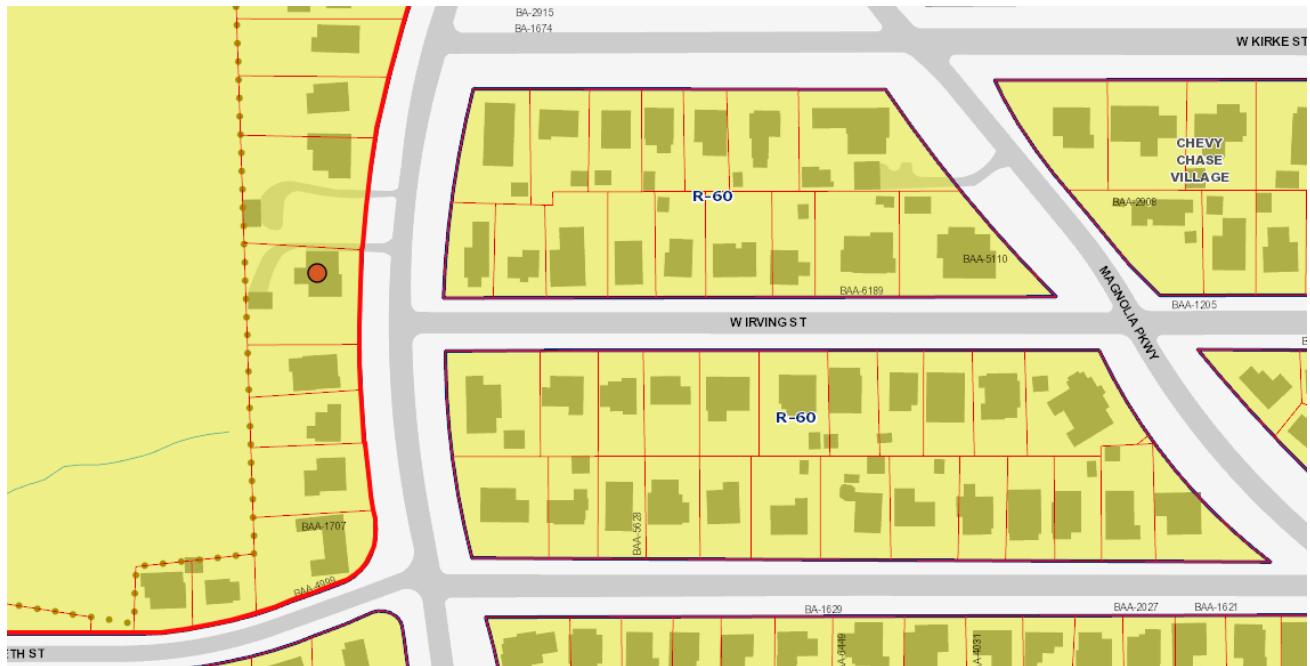 BA-2915
BA-1674
W KIRKE ST
CHEVY
CHASE
VILLAGE
R-60
BAA-2908
BAA-5110
BAA-6189
BAA-1205
W IRVING ST
MAGNOLIA PKWY
R-60
BAA-1707
BAA-5628
BAA-4099
BA-1629
BAA-2027
BAA-1621
ETH ST
BAA-4031